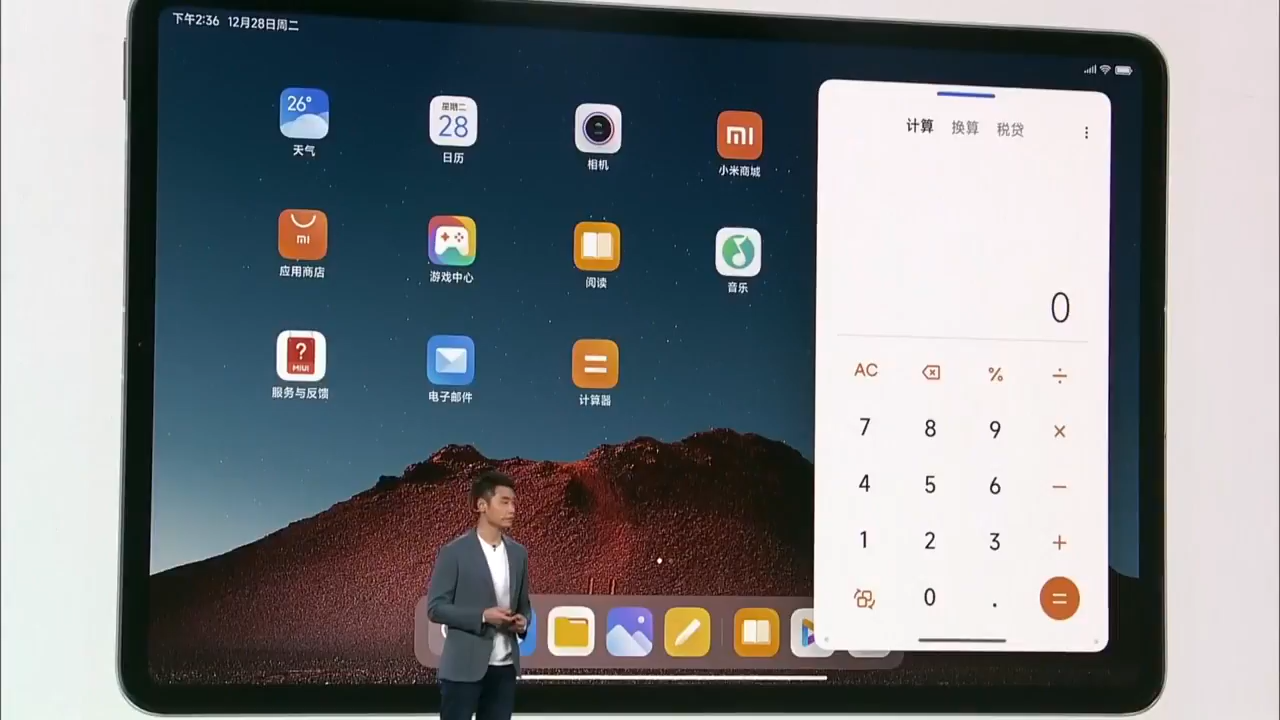 下午2:36 12月28日周二
26°
天气
星期二
28
日历
相机
mi
小米商城
mi
应用商店
游戏中心
阅读
音乐
?
MIUI
服务与反馈
电子邮件
计算器
计算 换算 税贷
0
AC % ÷
7 8 9 ×
4 5 6 −
1 2 3 +
0 . =